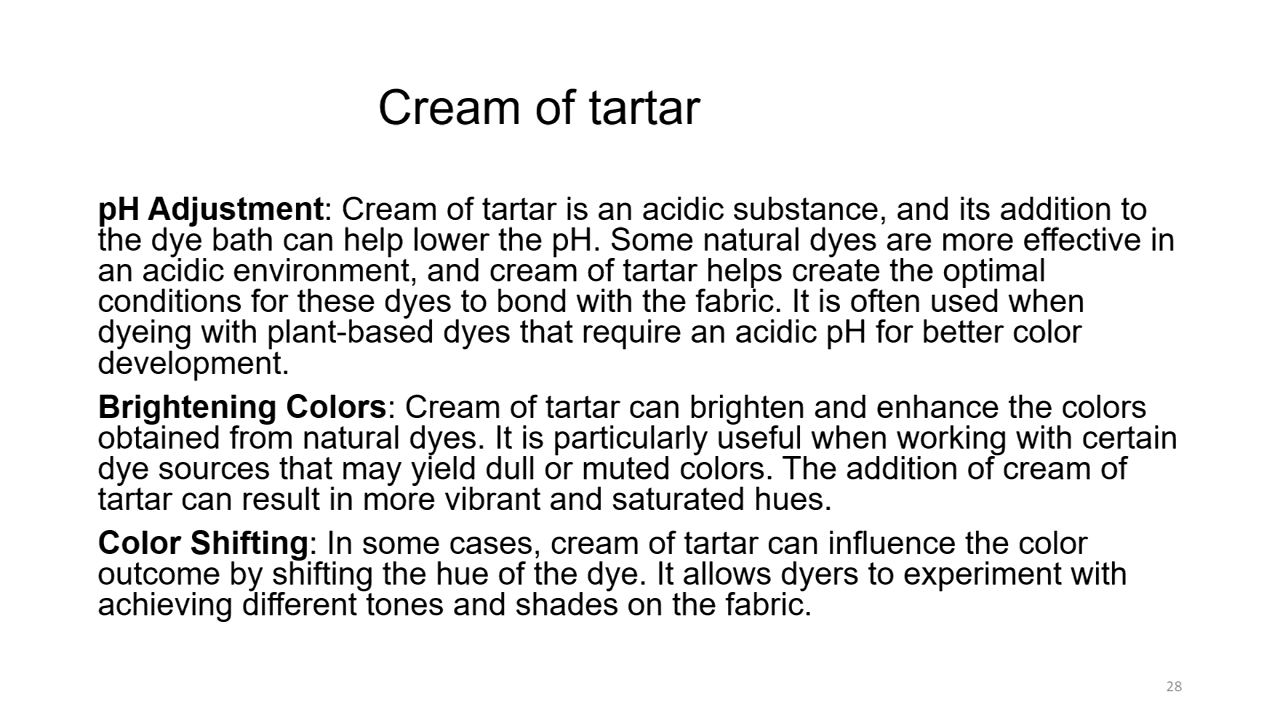 Cream of tartar
pH Adjustment: Cream of tartar is an acidic substance, and its addition to
the dye bath can help lower the pH. Some natural dyes are more effective in
an acidic environment, and cream of tartar helps create the optimal
conditions for these dyes to bond with the fabric. It is often used when
dyeing with plant-based dyes that require an acidic pH for better color
development.
Brightening Colors: Cream of tartar can brighten and enhance the colors
obtained from natural dyes. It is particularly useful when working with certain
dye sources that may yield dull or muted colors. The addition of cream of
tartar can result in more vibrant and saturated hues.
Color Shifting: In some cases, cream of tartar can influence the color
outcome by shifting the hue of the dye. It allows dyers to experiment with
achieving different tones and shades on the fabric.
28